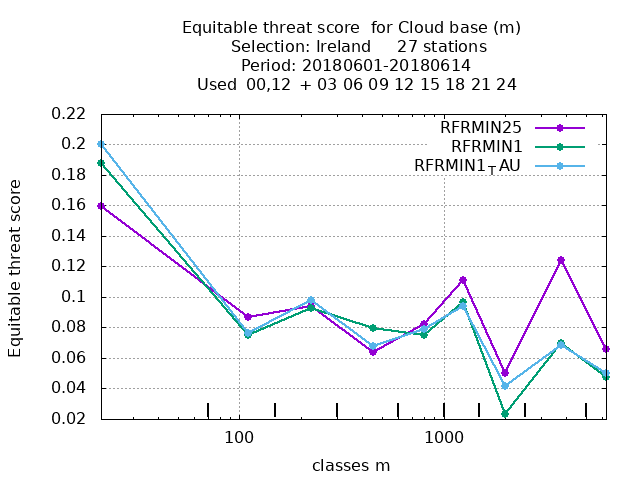 Equitable threat score  for Cloud base (m)
Selection: Ireland     27 stations
Period: 20180601-20180614
Used  00,12  + 03 06 09 12 15 18 21 24
RFRMIN25
RFRMIN1
RFRMIN1TAU
Equitable threat score
0.22
0.2
0.18
0.16
0.14
0.12
0.1
0.08
0.06
0.04
0.02
100
1000
classes m